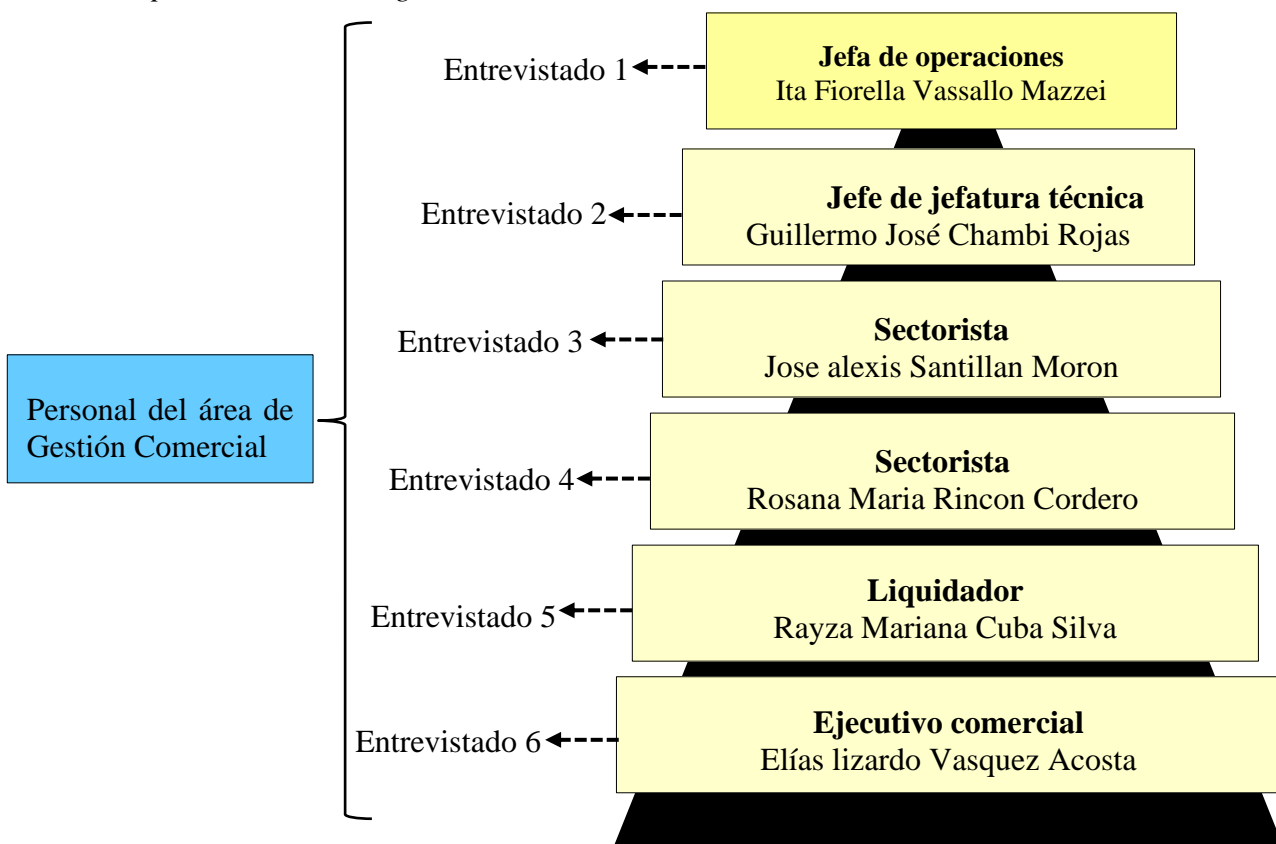 Entrevistado 1
Jefa de operaciones
Ita Fiorella Vassallo Mazzei
Entrevistado 2
Jefe de jefatura técnica
Guillermo José Chambi Rojas
Entrevistado 3
Sectorista
Jose alexis Santillan Moron
Personal del área de
Gestión Comercial
Entrevistado 4
Sectorista
Rosana Maria Rincon Cordero
Entrevistado 5
Liquidador
Rayza Mariana Cuba Silva
Entrevistado 6
Ejecutivo comercial
Elías lizardo Vasquez Acosta